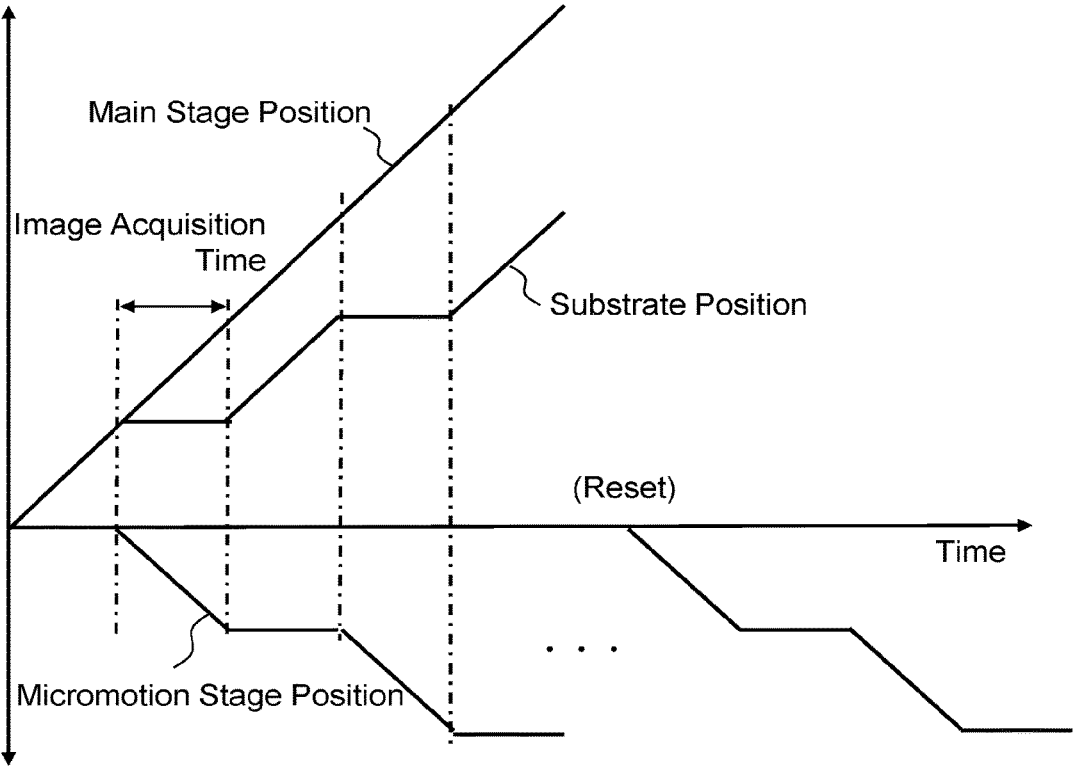 Main Stage Position
Image Acquisition
Time
Substrate Position
(Reset)
Time
Micromotion Stage Position
. . .